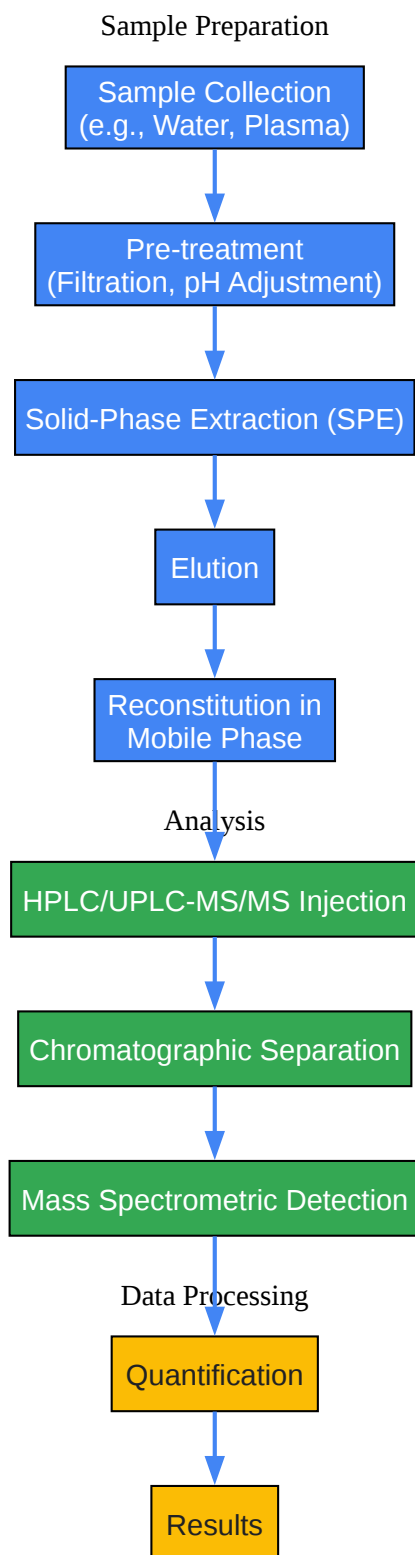 Sample Preparation
Sample Collection
(e.g., Water, Plasma)
Pre-treatment
(Filtration, pH Adjustment)
Solid-Phase Extraction (SPE)
Elution
Reconstitution in
Mobile Phase
Analysis
HPLC/UPLC-MS/MS Injection
Chromatographic Separation
Mass Spectrometric Detection
Data Processing
Quantification
Results